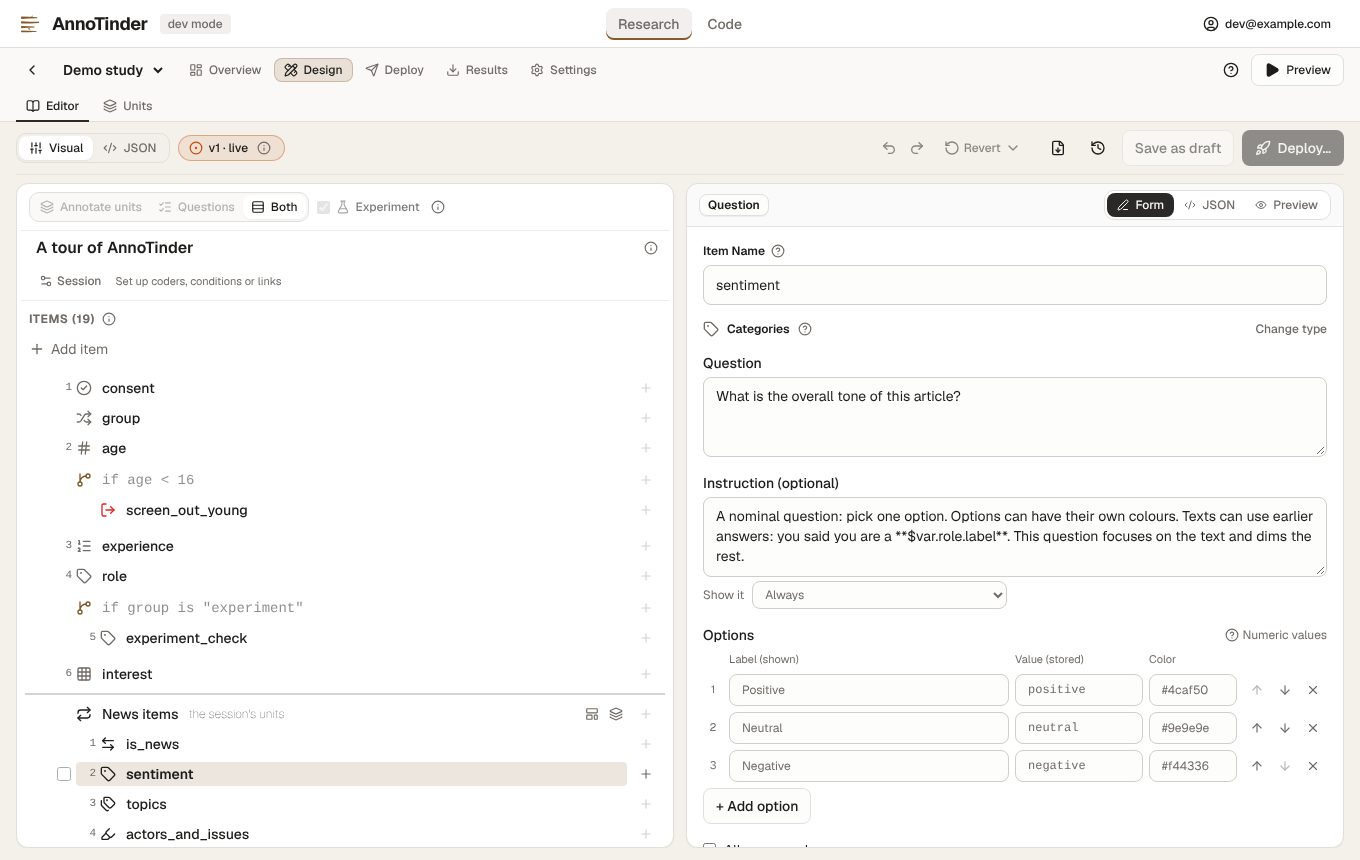 AnnoTinder dev mode Research Code dev@example.com
Demo study Overview Design Deploy Results Settings Preview
Editor Units
Visual JSON v1 · live Revert Save as draft Deploy...
Annotate units Questions Both Experiment
A tour of AnnoTinder
Session Set up coders, conditions or links
ITEMS (19)
+ Add item
1 consent
group
2 # age
if age < 16
screen_out_young
3 experience
4 role
if group is "experiment"
5 experiment_check
6 interest
News items the session's units
1 is_news
2 sentiment
3 topics
4 actors_and_issues
Question Form JSON Preview
Item Name
sentiment
Categories Change type
Question
What is the overall tone of this article?
Instruction (optional)
A nominal question: pick one option. Options can have their own colours. Texts can use earlier
answers: you said you are a **$var.role.label**. This question focuses on the text and dims the
rest.
Show it Always
Options Numeric values
Label (shown) Value (stored) Color
1 Positive positive #4caf50
2 Neutral neutral #9e9e9e
3 Negative negative #f44336
+ Add option